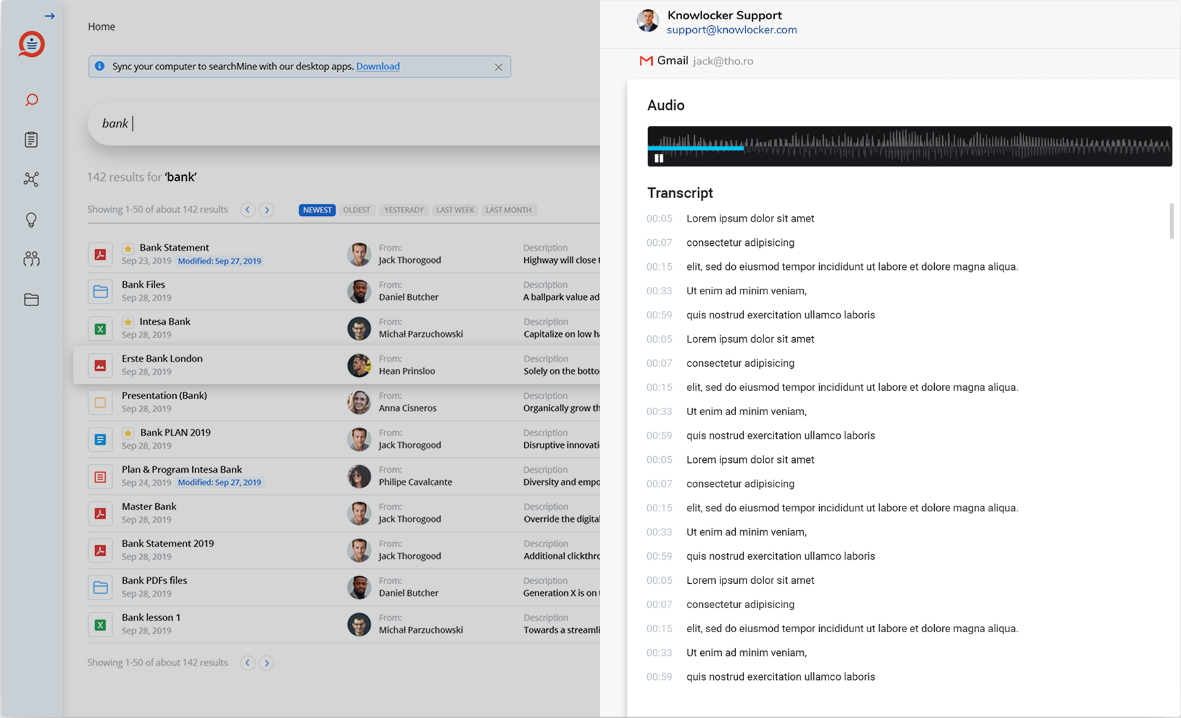 Home
Sync your computer to searchMine with our desktop apps. Download
bank
142 results for 'bank'
Showing 1-50 of about 142 results
NEWEST OLDEST YESTERADY LAST WEEK LAST MONTH
Bank Statement From: Description
Sep 23, 2019 Modified: Sep 27, 2019 Jack Thorogood Highway will close
Bank Files From: Description
Sep 28, 2019 Daniel Butcher A ballpark value ad
Intesa Bank From: Description
Sep 28, 2019 Michał Parzuchowski Capitalize on low
Erste Bank London From: Description
Sep 28, 2019 Hean Prinsloo Solely on the botto
Presentation (Bank) From: Description
Sep 28, 2019 Anna Cisneros Organically grow
Bank PLAN 2019 From: Description
Sep 28, 2019 Jack Thorogood Disruptive innovati
Plan & Program Intesa Bank From: Description
Sep 24, 2019 Modified: Sep 27, 2019 Philipe Cavalcante Diversity and empo
Master Bank From: Description
Sep 28, 2019 Jack Thorogood Override the digital
Bank Statement 2019 From: Description
Sep 28, 2019 Jack Thorogood Additional clickthro
Bank PDFs files From: Description
Sep 28, 2019 Daniel Butcher Generation X is on
Bank lesson 1 From: Description
Sep 28, 2019 Michał Parzuchowski Towards a streamli
Showing 1-50 of about 142 results
Knowlocker Support
support@knowlocker.com
Gmail jack@tho.ro
Audio
Transcript
00:05 Lorem ipsum dolor sit amet
00:07 consectetur adipisicing
00:15 elit, sed do eiusmod tempor incididunt ut labore et dolore magna aliqua.
00:33 Ut enim ad minim veniam,
00:59 quis nostrud exercitation ullamco laboris
00:05 Lorem ipsum dolor sit amet
00:07 consectetur adipisicing
00:15 elit, sed do eiusmod tempor incididunt ut labore et dolore magna aliqua.
00:33 Ut enim ad minim veniam,
00:59 quis nostrud exercitation ullamco laboris
00:05 Lorem ipsum dolor sit amet
00:07 consectetur adipisicing
00:15 elit, sed do eiusmod tempor incididunt ut labore et dolore magna aliqua.
00:33 Ut enim ad minim veniam,
00:59 quis nostrud exercitation ullamco laboris
00:05 Lorem ipsum dolor sit amet
00:07 consectetur adipisicing
00:15 elit, sed do eiusmod tempor incididunt ut labore et dolore magna aliqua.
00:33 Ut enim ad minim veniam,
00:59 quis nostrud exercitation ullamco laboris